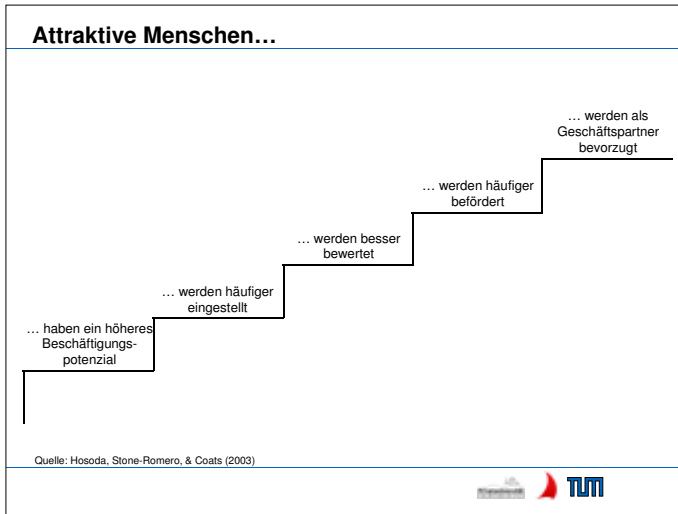 Attraktive Menschen…
… werden als
Geschäftspartner
bevorzugt
… werden häufiger
befördert
… werden besser
bewertet
… werden häufiger
eingestellt
… haben ein höheres
Beschäftigungs-
potenzial
Quelle: Hosoda, Stone-Romero, & Coats (2003)
TUM